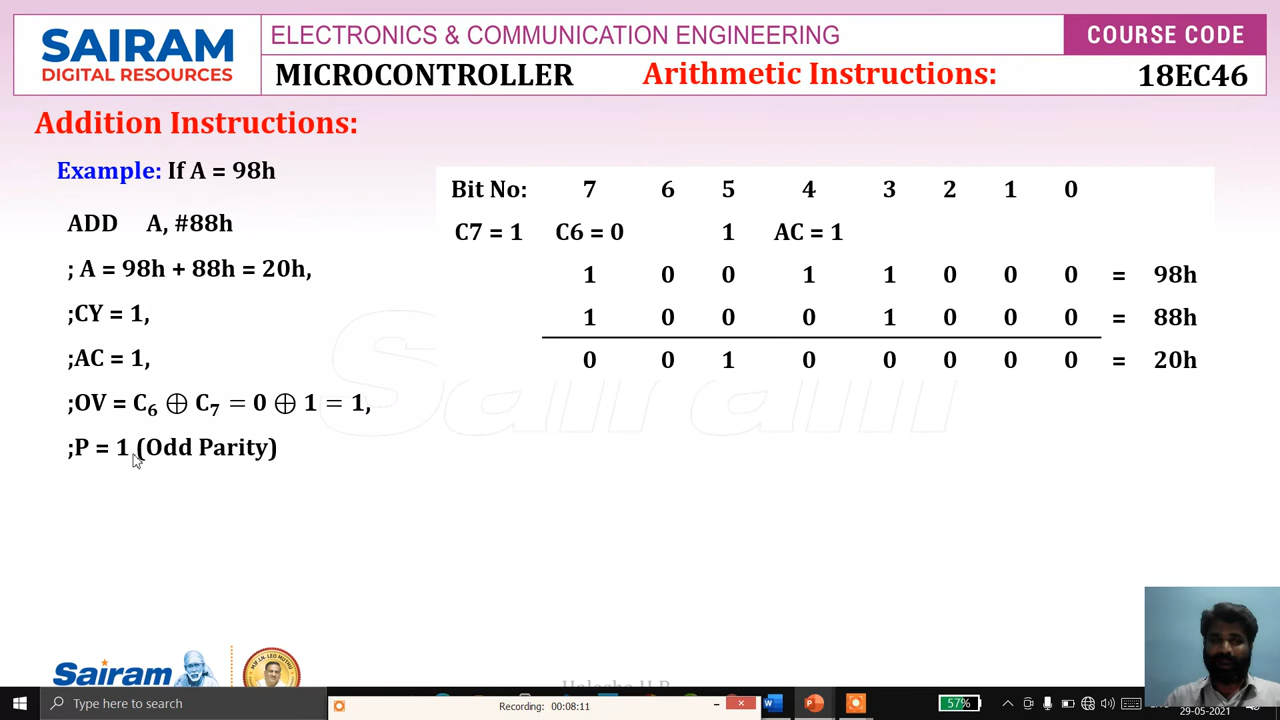 SAIRAM
DIGITAL RESOURCES
ELECTRONICS & COMMUNICATION ENGINEERING
COURSE CODE
MICROCONTROLLER
Arithmetic Instructions:
18EC46
Addition Instructions:
Example: If A = 98h
ADD A, #88h
; A = 98h + 88h = 20h,
;CY = 1,
;AC = 1,
;OV = C₆ ⊕ C₇ = 0 ⊕ 1 = 1,
;P = 1 (Odd Parity)
Bit No: 7 6 5 4 3 2 1 0
C7 = 1 C6 = 0 1 AC = 1
1 0 0 1 1 0 0 0 = 98h
1 0 0 0 1 0 0 0 = 88h
0 0 1 0 0 0 0 0 = 20h
Sairam
Sairam
Type here to search
Recording: 00:08:11
57%
29-05-2021